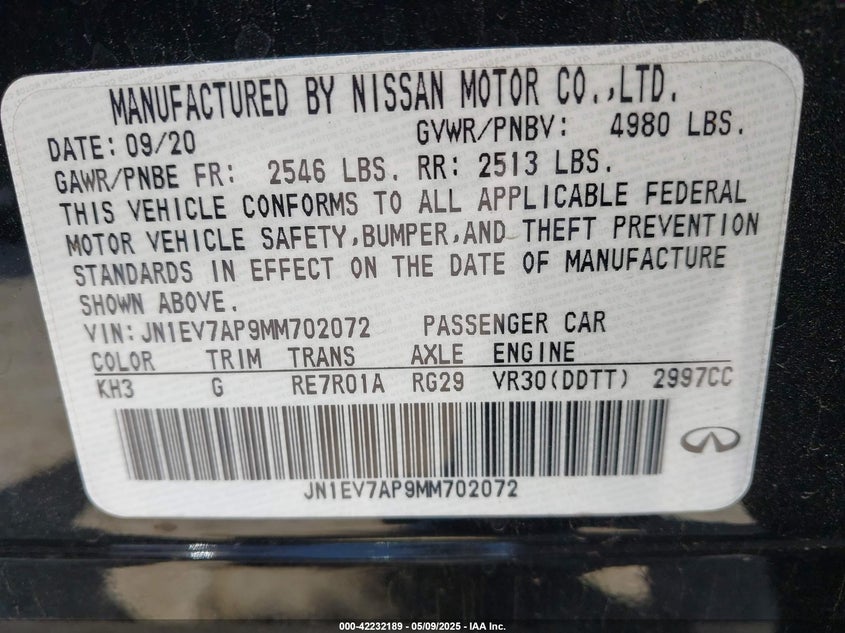 MANUFACTURED BY NISSAN MOTOR CO.,LTD.
DATE: 09/20 GVWR/PNBV: 4980 LBS.
GAWR/PNBE FR: 2546 LBS. RR: 2513 LBS.
THIS VEHICLE CONFORMS TO ALL APPLICABLE FEDERAL
MOTOR VEHICLE SAFETY,BUMPER,AND THEFT PREVENTION
STANDARDS IN EFFECT ON THE DATE OF MANUFACTURE
SHOWN ABOVE.
VIN: JN1EV7AP9MM702072 PASSENGER CAR
COLOR TRIM TRANS AXLE ENGINE
KH3 G RE7R01A RG29 VR30(DDTT) 2997CC
JN1EV7AP9MM702072
000-42232189 - 05/09/2025 - IAA Inc.